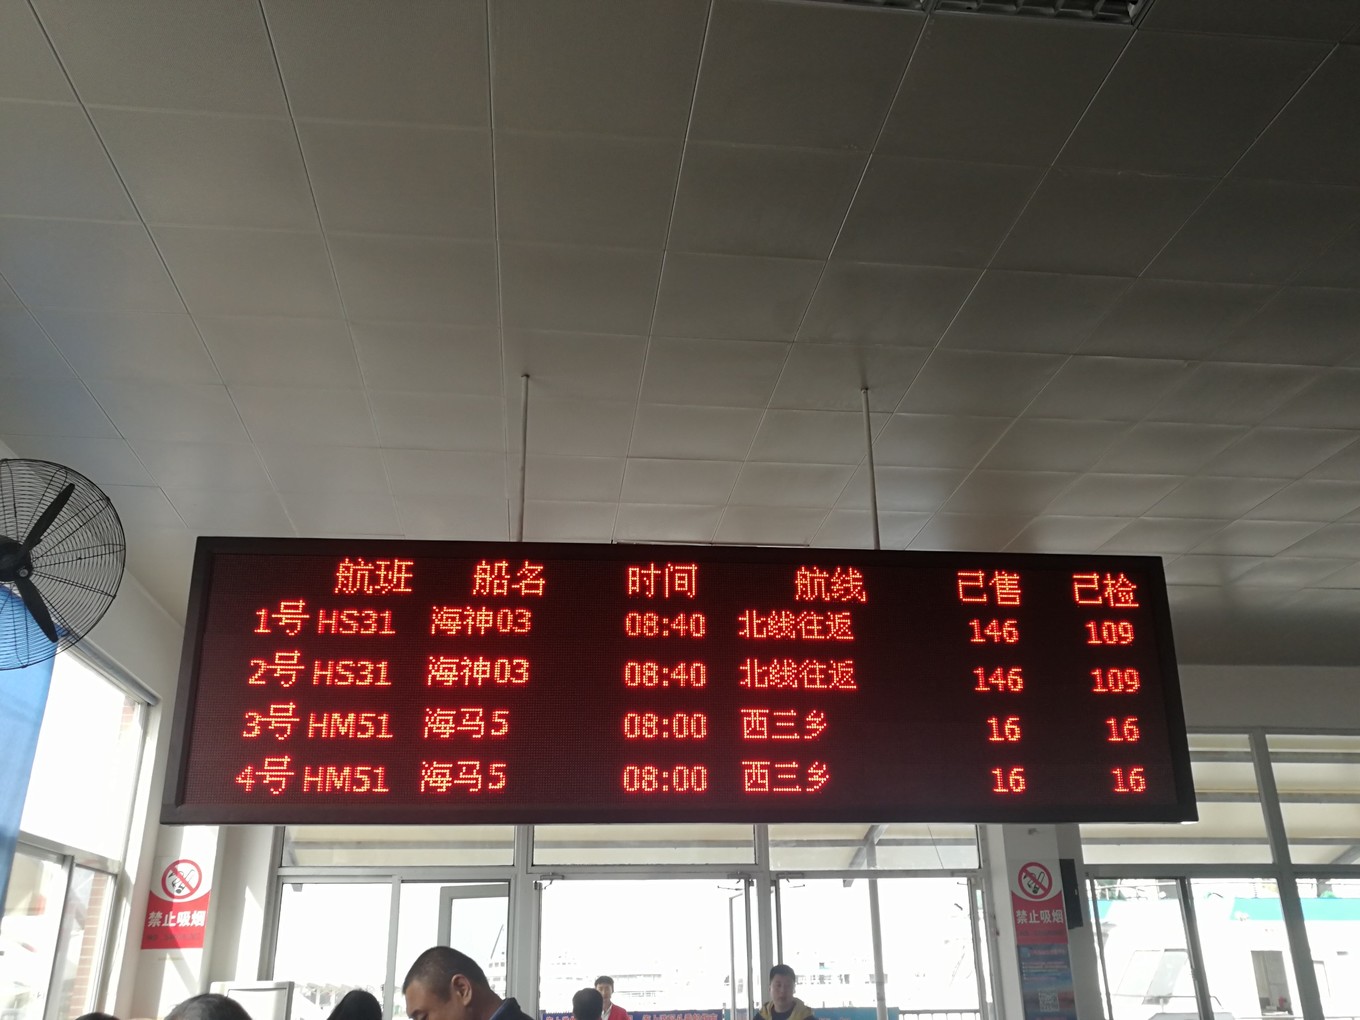 航班 船名 时间 航线 已售 已检
1号 HS31 海神03 08:40 北线往返 146 109
2号 HS31 海神03 08:40 北线往返 146 109
3号 HM51 海马5 08:00 西三乡 16 16
4号 HM51 海马5 08:00 西三乡 16 16
禁止吸烟
禁止吸烟